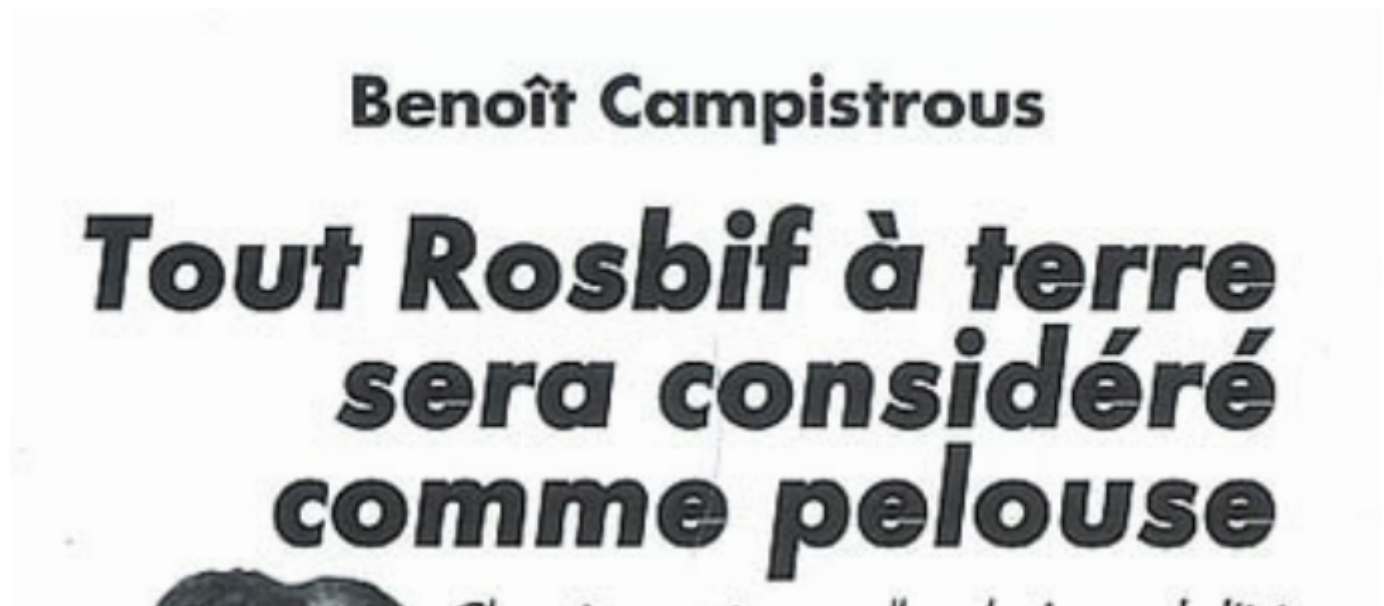 Benoît Campistrous
Tout Rosbif à terre
sera considéré
comme pelouse